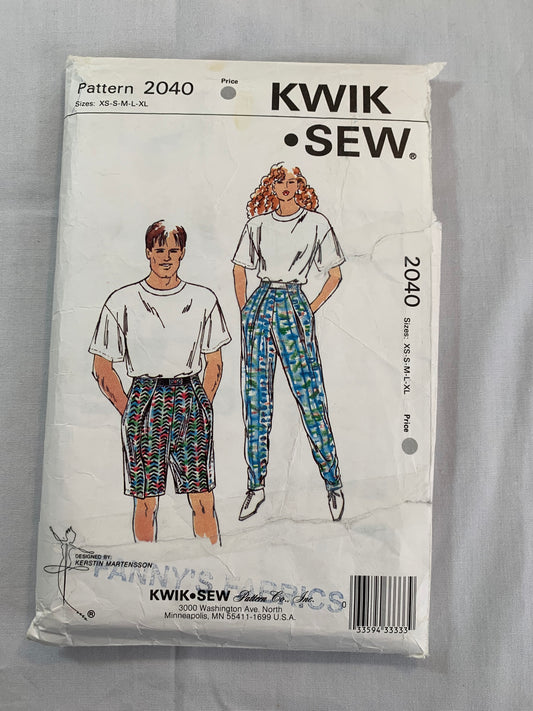 Pattern 2040
Sizes: XS-S-M-L-XL
Price
KWIK
•SEW®
2040
Sizes: XS-S-M-L-XL
Price
DESIGNED BY:
KERSTIN MARTENSSON
®
FANNY'S FABRICS
KWIK•SEW Pattern Co., Inc.
3000 Washington Ave. North
Minneapolis, MN 55411-1699 U.S.A.
0
33594 33333